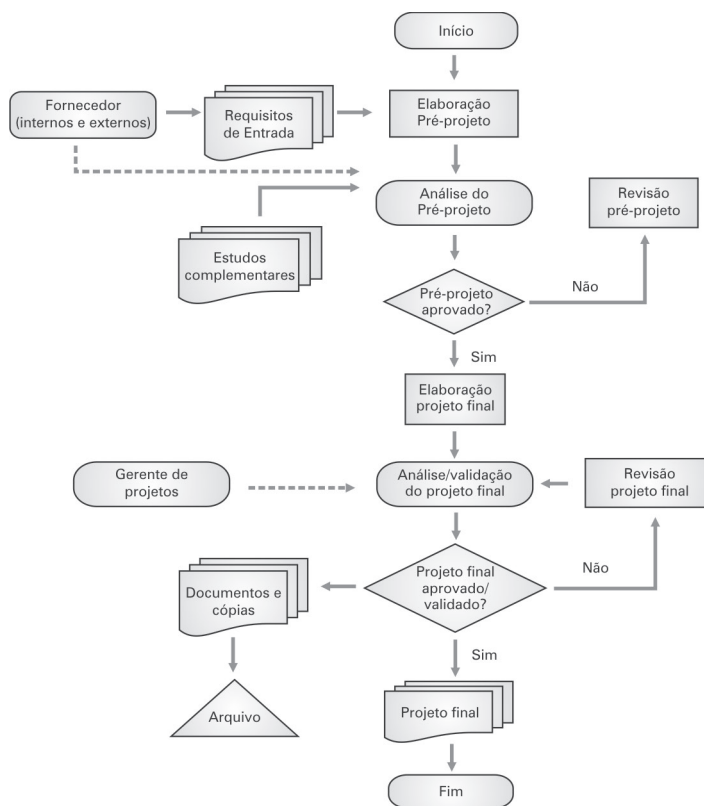 Início
Fornecedor
(internos e externos)
Requisitos
de Entrada
Elaboração
Pré-projeto
Análise do
Pré-projeto
Revisão
pré-projeto
Estudos
complementares
Pré-projeto
aprovado?
Não
Sim
Elaboração
projeto final
Gerente de
projetos
Análise/validação
do projeto final
Revisão
projeto final
Documentos e
cópias
Projeto final
aprovado/
validado?
Não
Sim
Arquivo
Projeto final
Fim